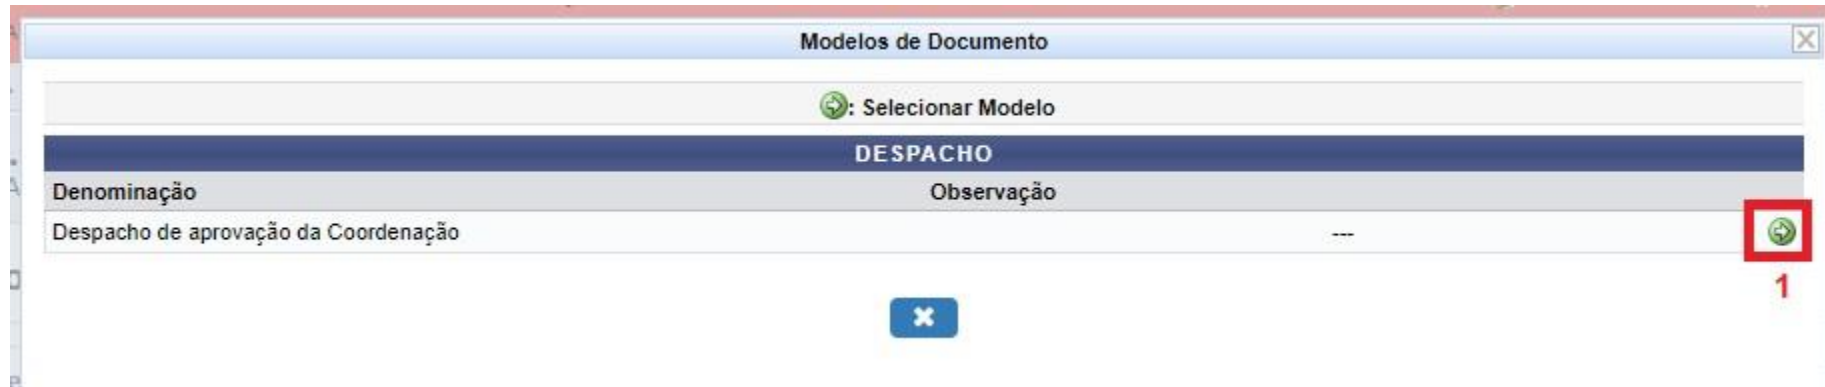 Modelos de Documento
: Selecionar Modelo
DESPACHO
Denominação Observação
Despacho de aprovação da Coordenação ---
1